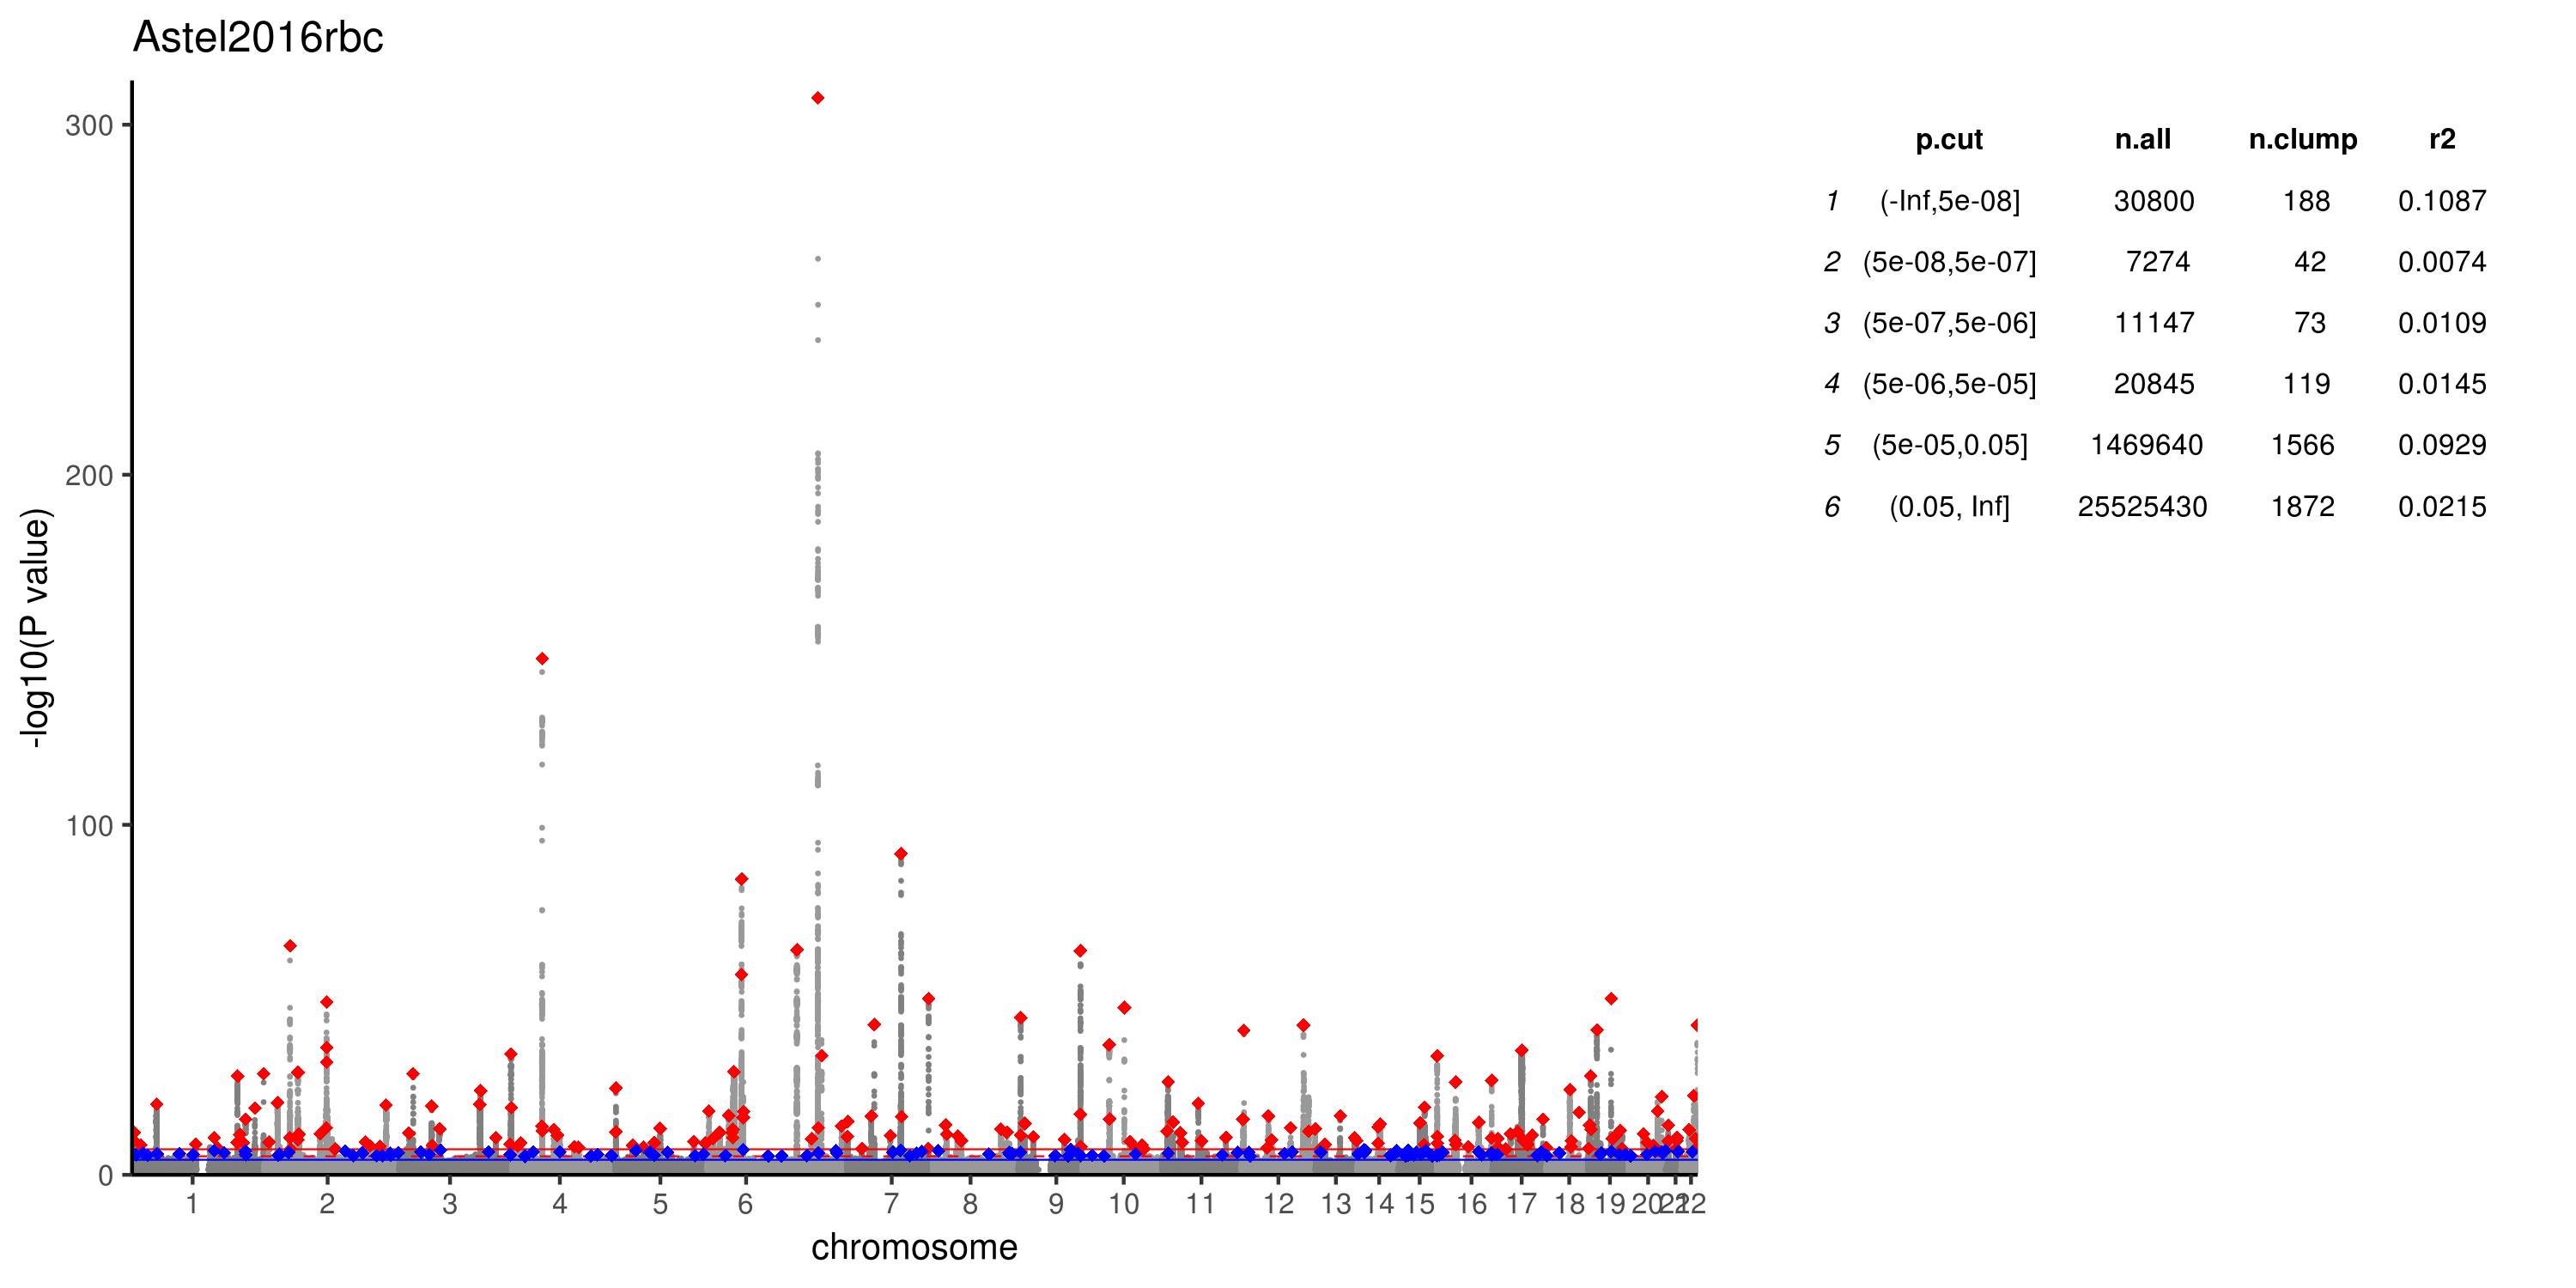 Astel2016rbc
-log10(P value)
300
200
100
0
1 2 3 4 5 6 7 8 9 10 11 12 13 14 15 16 17 18 19 20 21 22
chromosome
p.cut n.all n.clump r2
1 (-Inf,5e-08] 30800 188 0.1087
2 (5e-08,5e-07] 7274 42 0.0074
3 (5e-07,5e-06] 11147 73 0.0109
4 (5e-06,5e-05] 20845 119 0.0145
5 (5e-05,0.05] 1469640 1566 0.0929
6 (0.05, Inf] 25525430 1872 0.0215